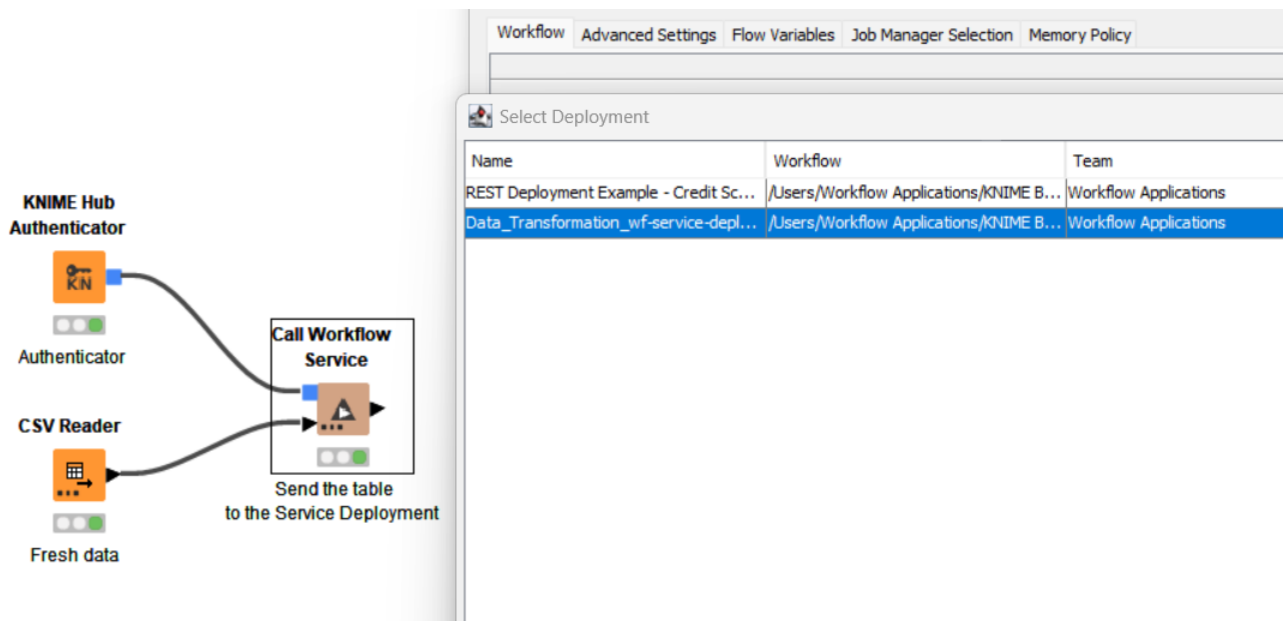 Workflow Advanced Settings Flow Variables Job Manager Selection Memory Policy
Select Deployment
Name Workflow Team
REST Deployment Example - Credit Sc... /Users/Workflow Applications/KNIME B... Workflow Applications
Data_Transformation_wf-service-depl... /Users/Workflow Applications/KNIME B... Workflow Applications
KNIME Hub
Authenticator
KN
Authenticator
Call Workflow
Service
CSV Reader
Send the table
to the Service Deployment
Fresh data